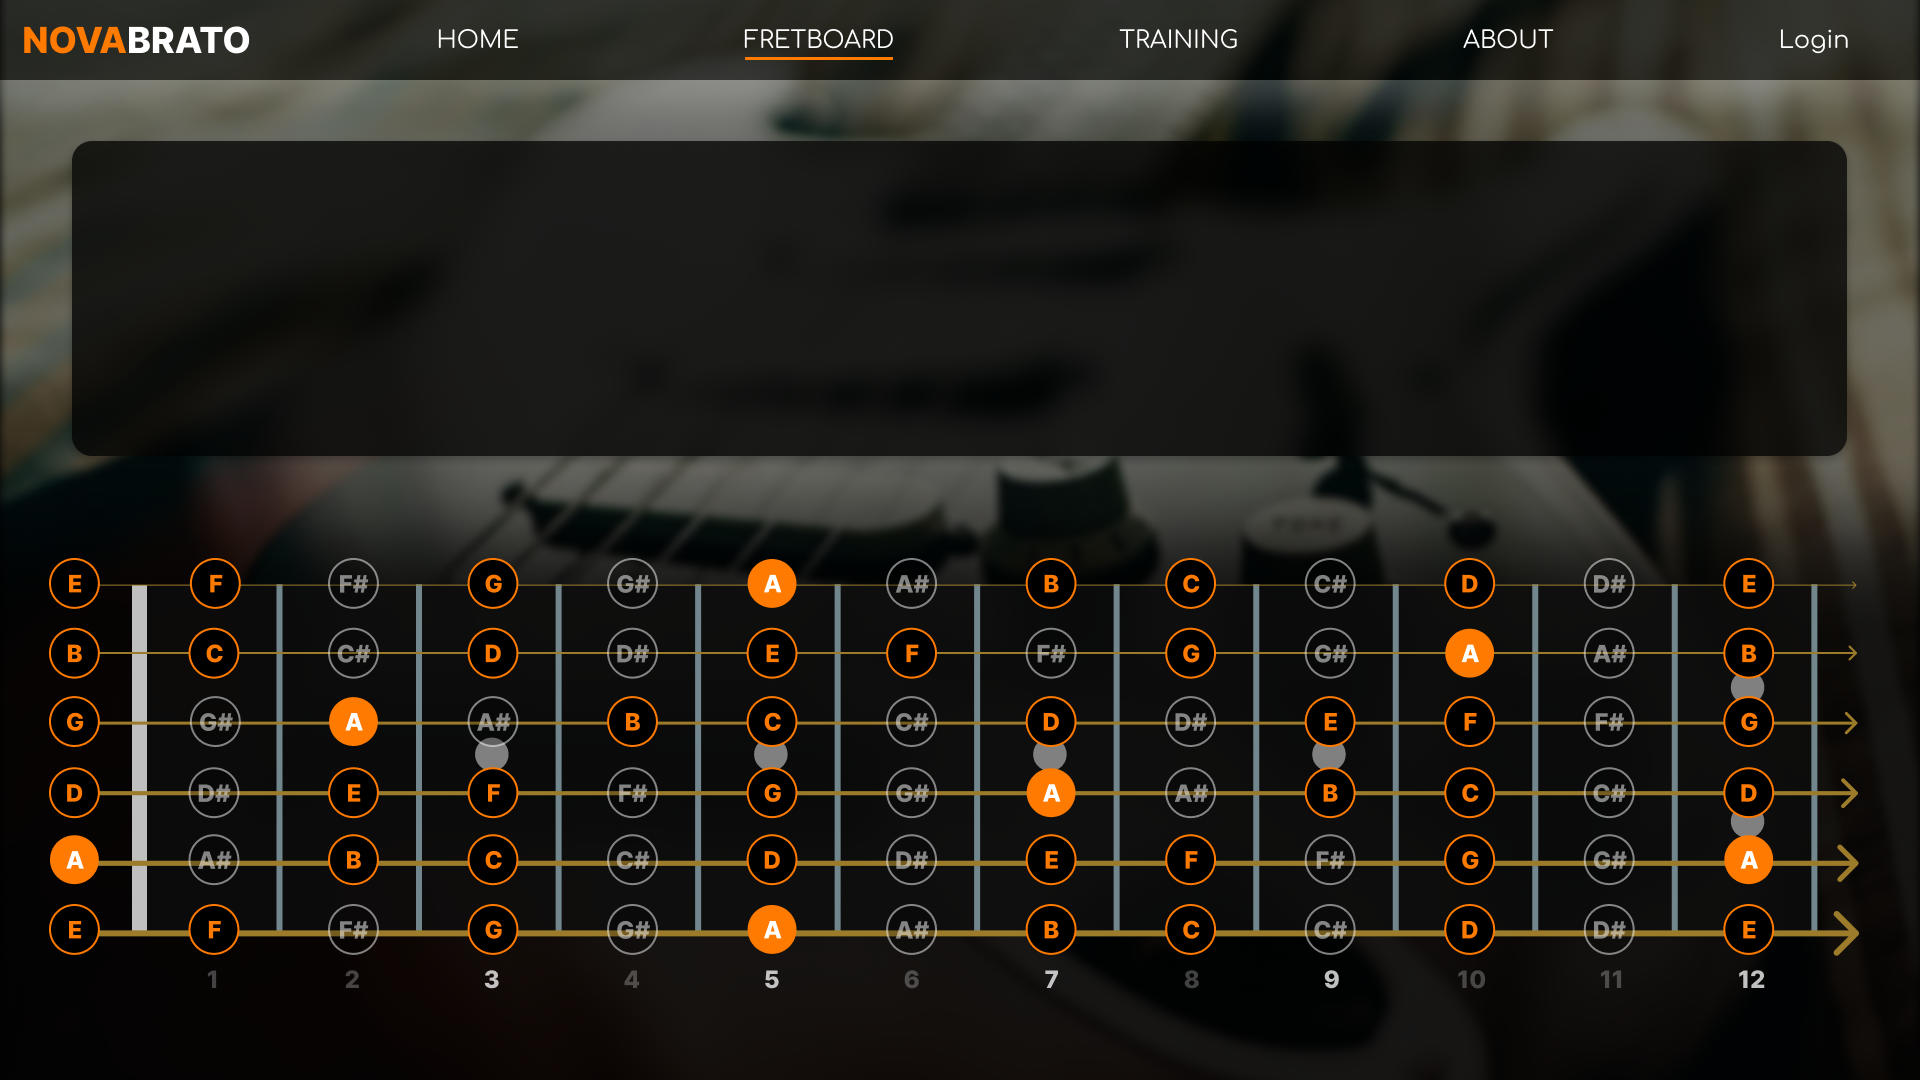 NOVABRATO HOME FRETBOARD TRAINING ABOUT Login
E F F# G G# A A# B C C# D D# E
B C C# D D# E F F# G G# A A# B
G G# A A# B C C# D D# E F F# G
D D# E F F# G G# A A# B C C# D
A A# B C C# D D# E F F# G G# A
E F F# G G# A A# B C C# D D# E
1 2 3 4 5 6 7 8 9 10 11 12